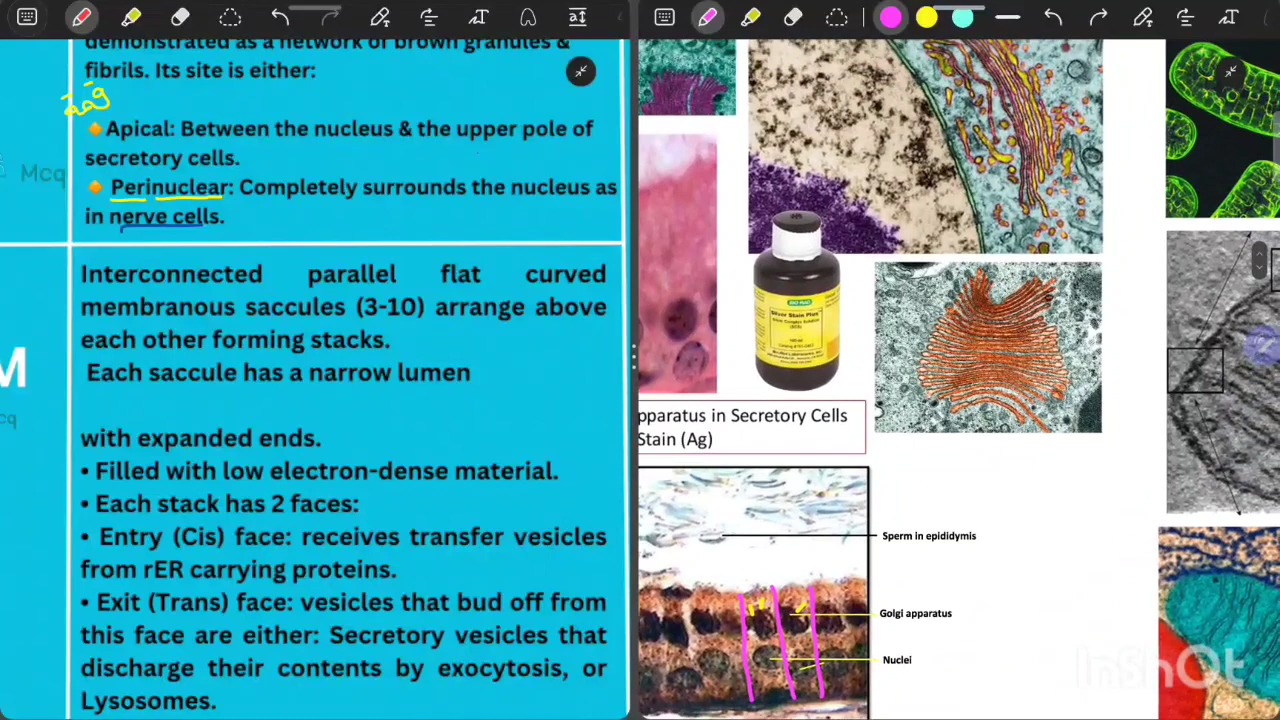 demonstrated as a network of brown granules &
fibrils. Its site is either:
🔸Apical: Between the nucleus & the upper pole of
secretory cells.
🔸 Perinuclear: Completely surrounds the nucleus as
in nerve cells.
Mcq
Interconnected parallel flat curved
membranous saccules (3-10) arrange above
each other forming stacks.
Each saccule has a narrow lumen
with expanded ends.
• Filled with low electron-dense material.
• Each stack has 2 faces:
• Entry (Cis) face: receives transfer vesicles
from rER carrying proteins.
• Exit (Trans) face: vesicles that bud off from
this face are either: Secretory vesicles that
discharge their contents by exocytosis, or
Lysosomes.
M
cq
BIO-RAD
Silver Stain Plus
pparatus in Secretory Cells
Stain (Ag)
Sperm in epididymis
Golgi apparatus
Nuclei
InShOt